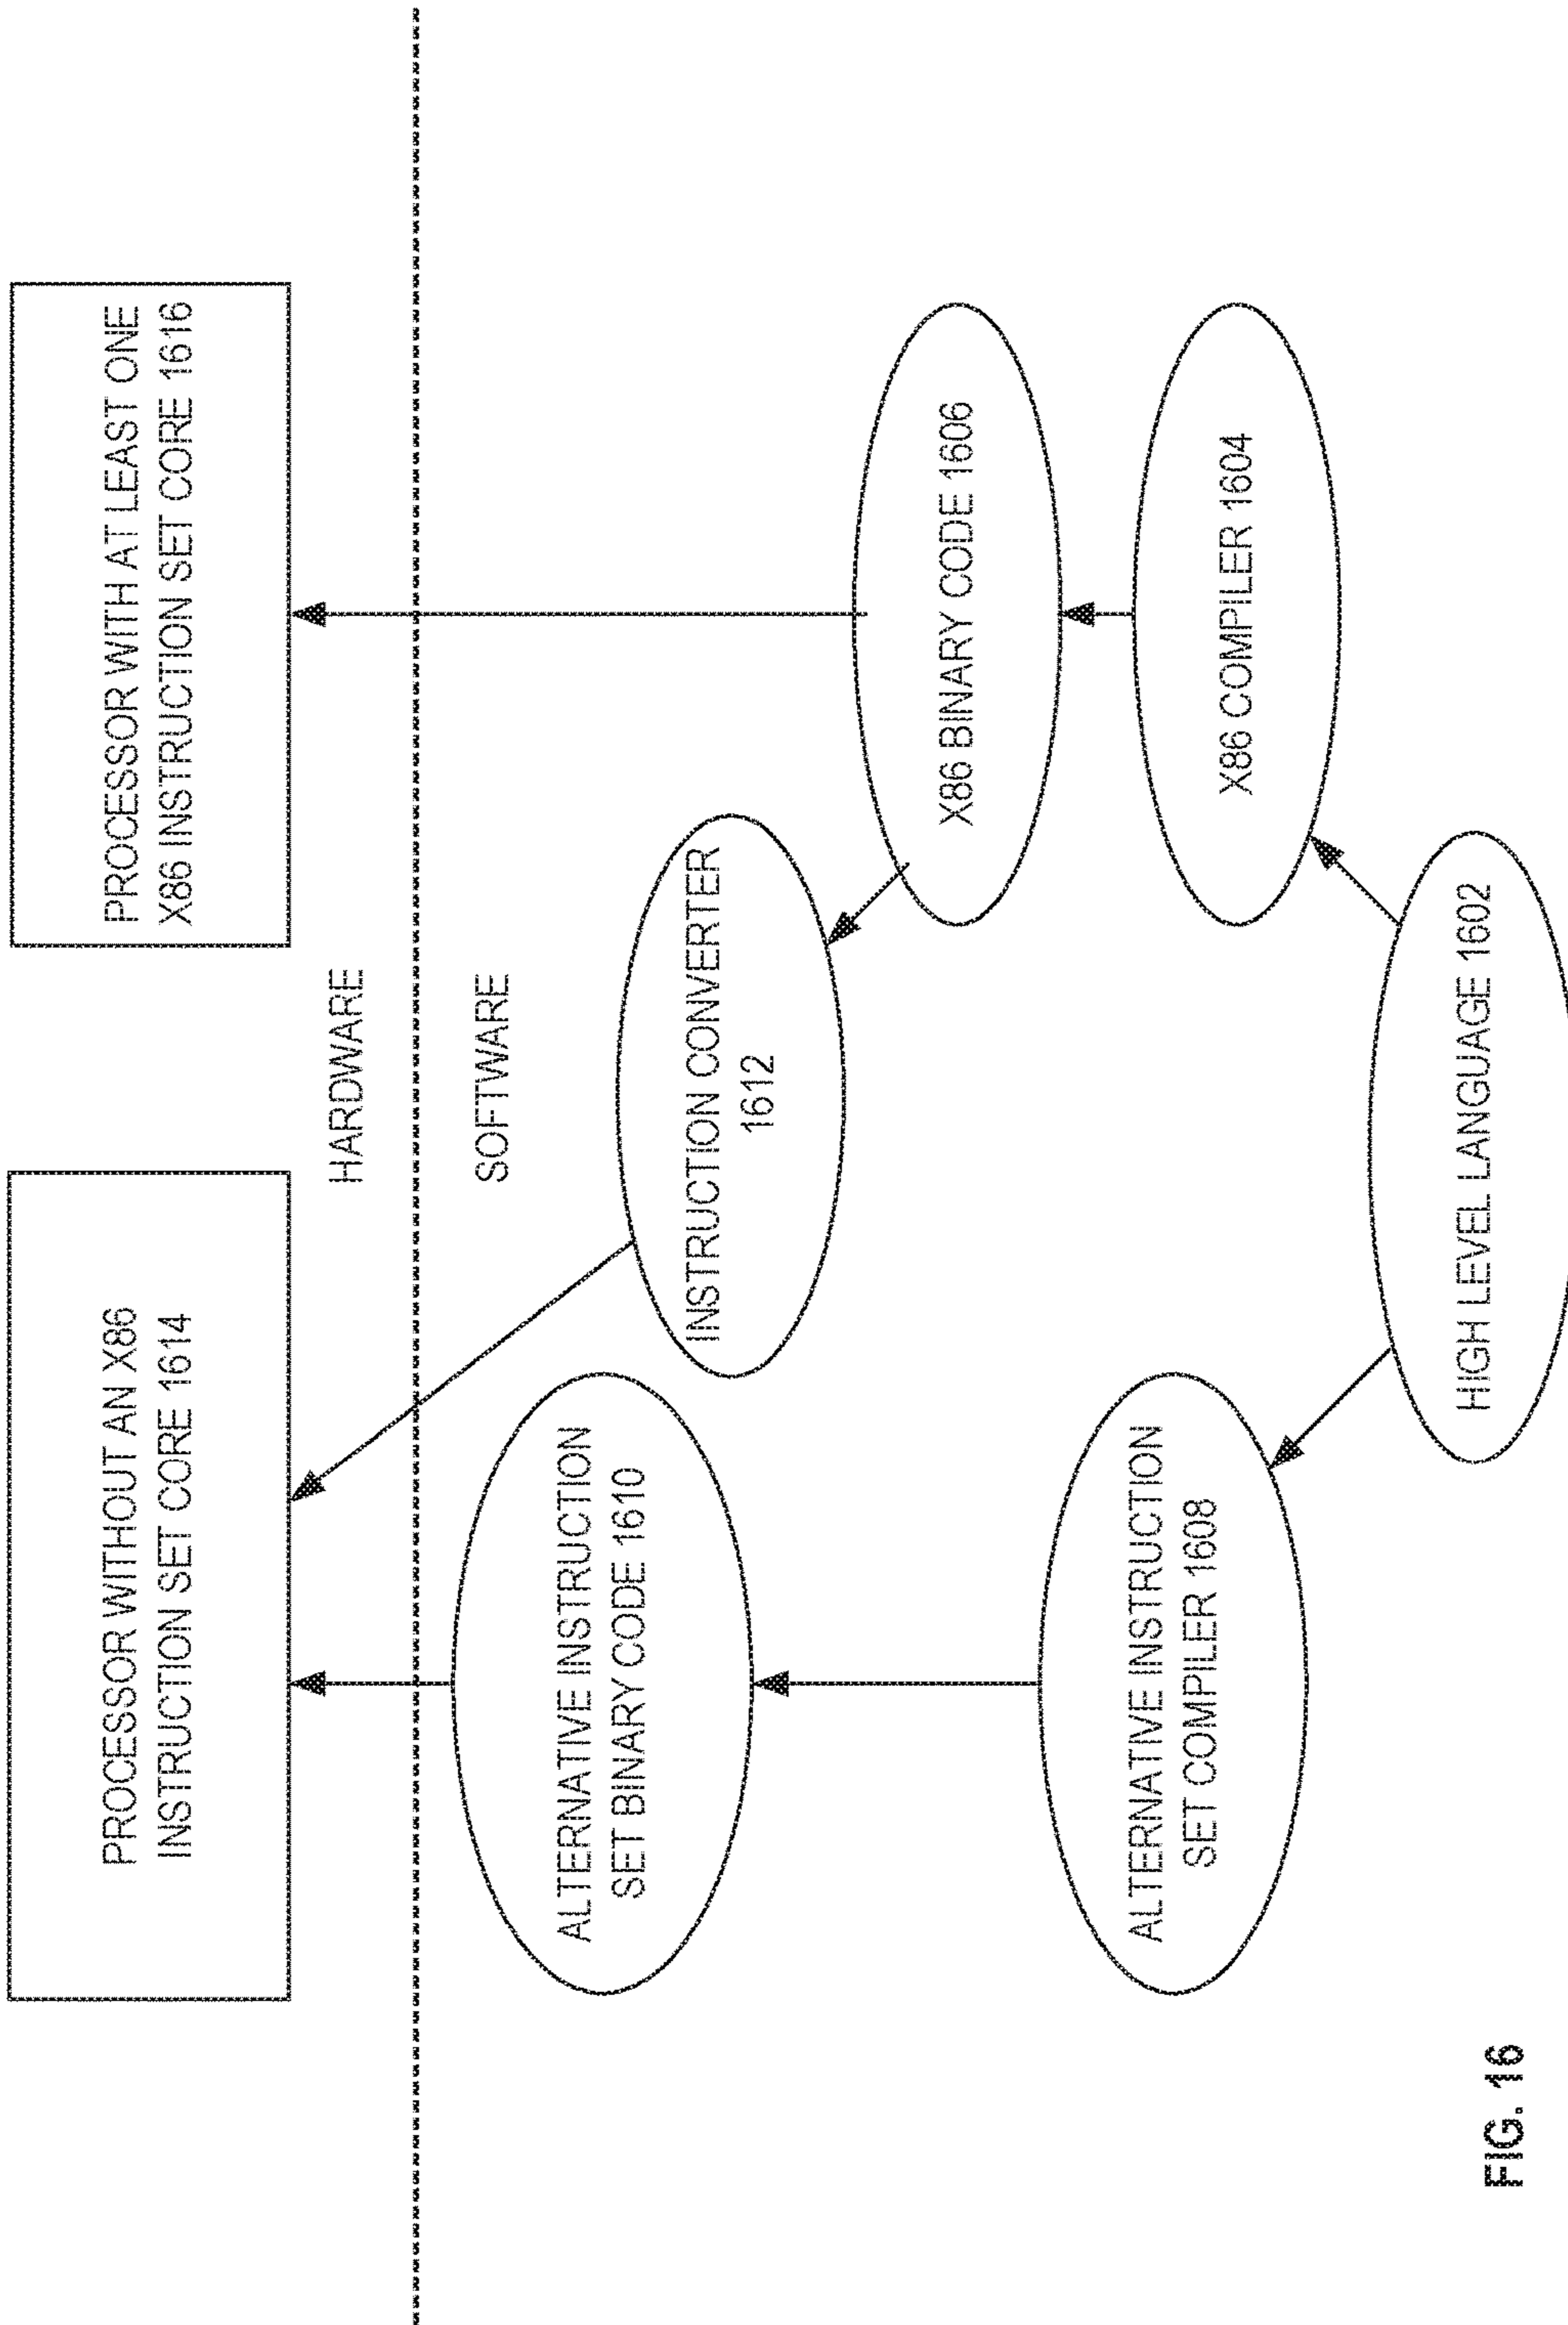 PROCESSOR WITHOUT AN X86
INSTRUCTION SET CORE 1614
PROCESSOR WITH AT LEAST ONE
X86 INSTRUCTION SET CORE 1616
HARDWARE
SOFTWARE
ALTERNATIVE INSTRUCTION
SET BINARY CODE 1610
INSTRUCTION CONVERTER
1612
X86 BINARY CODE 1606
ALTERNATIVE INSTRUCTION
SET COMPILER 1608
X86 COMPILER 1604
HIGH LEVEL LANGUAGE 1602
FIG. 16